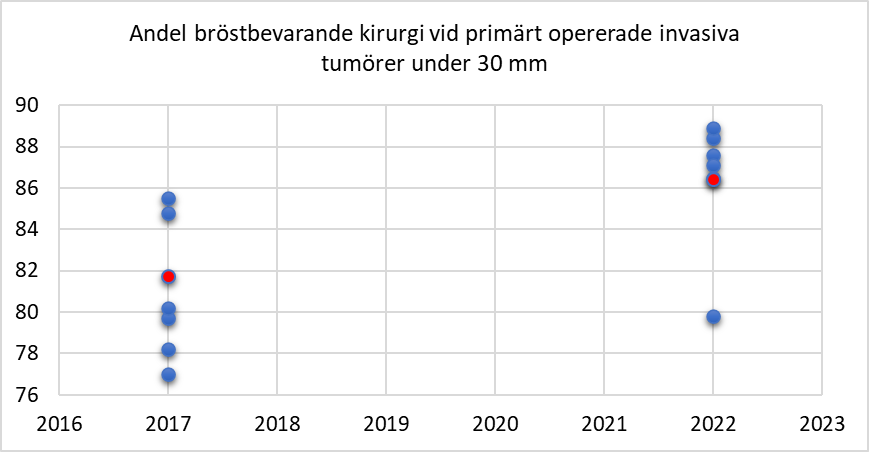 Andel bröstbevarande kirurgi vid primärt opererade invasiva
tumörer under 30 mm
90
88
86
84
82
80
78
76
2016 2017 2018 2019 2020 2021 2022 2023